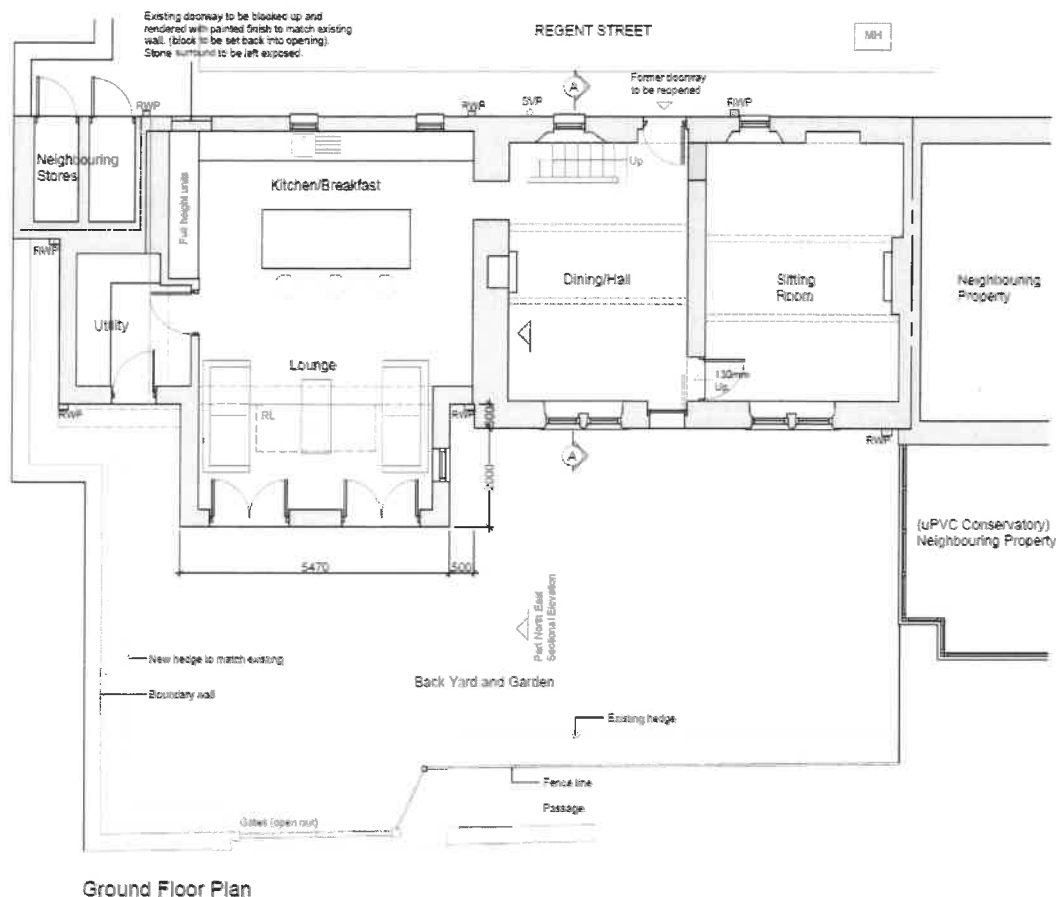 Existing doorway to be blocked up and
rendered with painted finish to match existing
wall. (block to be set back into opening).
Stone surround to be left exposed.
REGENT STREET
MH
A
Former doorway
to be reopened
RWP
RWP
SVP
RWP
Neighbouring
Stores
Kitchen/Breakfast
Up
Full height units
RWP
Dining/Hall
Sitting
Room
Neighbouring
Property
Utility
Lounge
130mm
Up
RWP
RL
RWP
600
RWP
A
2000
(uPVC Conservatory)
Neighbouring Property
5470
500
Part North East
Sectional Elevation
New hedge to match existing
Back Yard and Garden
Boundary wall
Existing hedge
Fence line
Passage
Gates (open out)
Ground Floor Plan